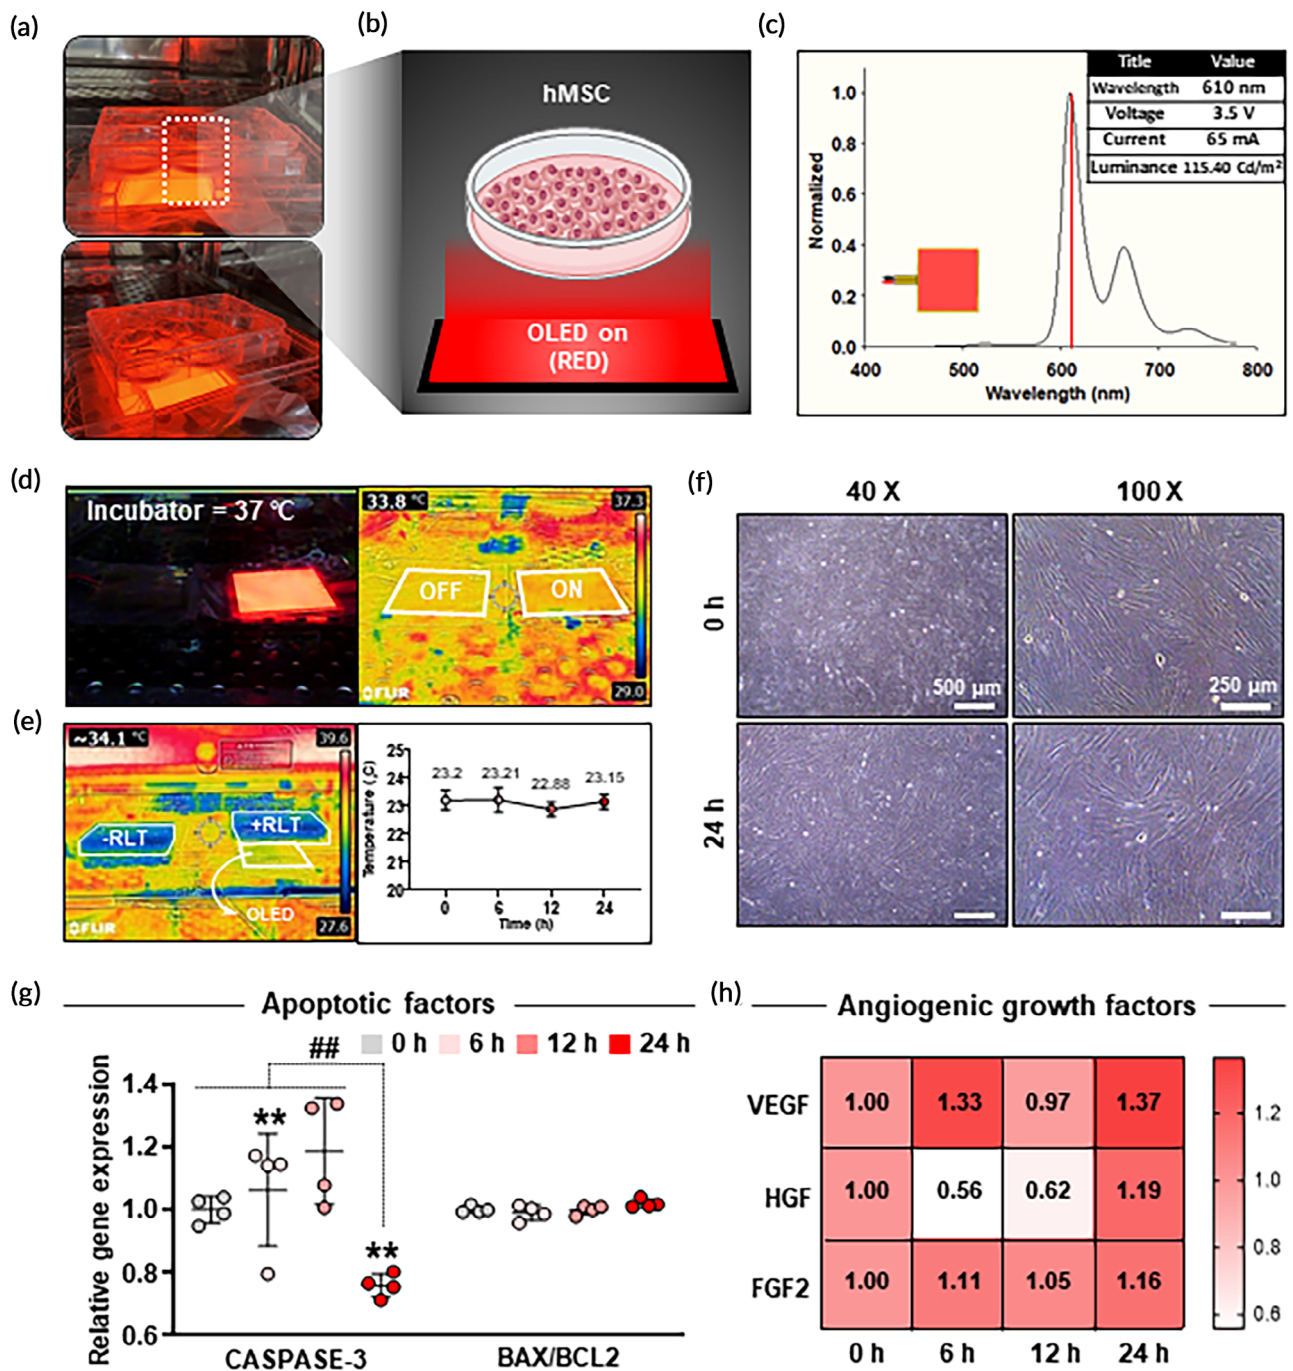 (a)
(b)
hMSC
OLED on
(RED)
(c)
Title Value
Wavelength 610 nm
Voltage 3.5 V
Current 65 mA
Luminance 115.40 Cd/m²
Normalized
1.0
0.8
0.6
0.4
0.2
0.0
400 500 600 700 800
Wavelength (nm)
(d)
Incubator = 37 °C
33.8 °C
37.3
OFF
ON
29.0
FLIR
(e)
~34.1 °C
39.6
-RLT
+RLT
OLED
27.6
FLIR
Temperature (°C)
25
24
23
22
21
20
23.2 23.21 22.88 23.15
0 6 12 24
Time (h)
(f)
40 X 100 X
0 h
500 μm
250 μm
24 h
(g)
Apoptotic factors
0 h 6 h 12 h 24 h
##
**
**
Relative gene expression
1.4
1.2
1.0
0.8
0.6
CASPASE-3 BAX/BCL2
(h)
Angiogenic growth factors
VEGF 1.00 1.33 0.97 1.37
HGF 1.00 0.56 0.62 1.19
FGF2 1.00 1.11 1.05 1.16
0 h 6 h 12 h 24 h
1.2
1.0
0.8
0.6